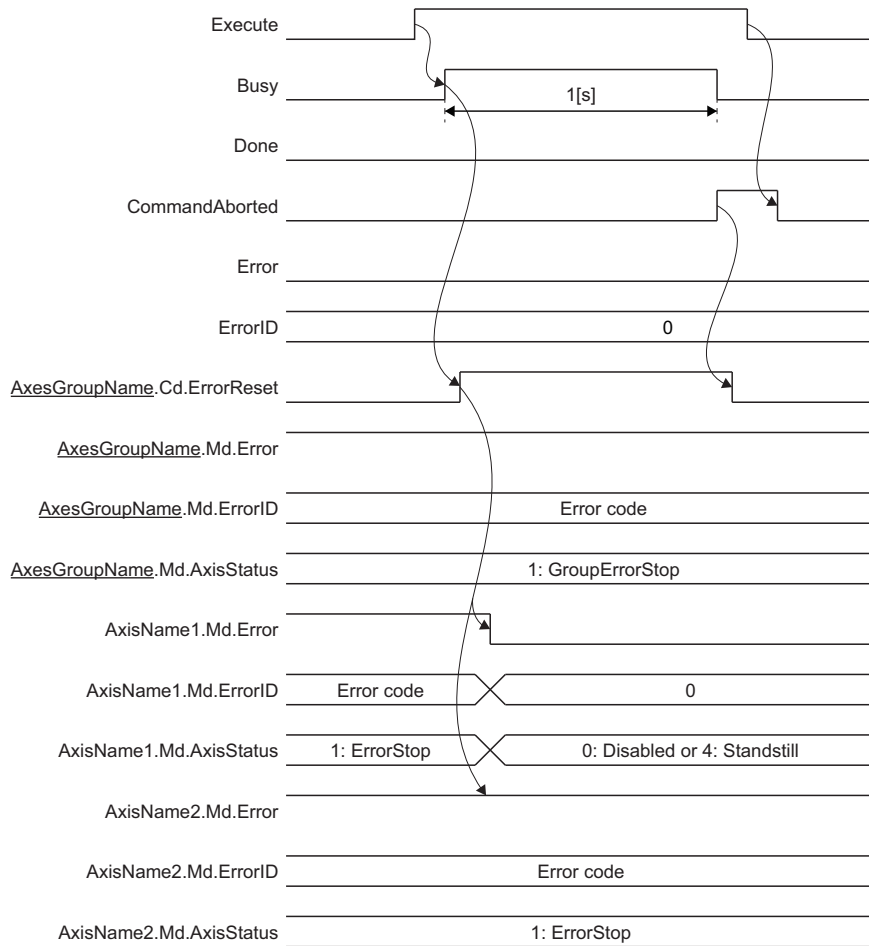 Execute
Busy
1[s]
Done
CommandAborted
Error
ErrorID
0
AxesGroupName.Cd.ErrorReset
AxesGroupName.Md.Error
AxesGroupName.Md.ErrorID
Error code
AxesGroupName.Md.AxisStatus
1: GroupErrorStop
AxisName1.Md.Error
AxisName1.Md.ErrorID
Error code
0
AxisName1.Md.AxisStatus
1: ErrorStop
0: Disabled or 4: Standstill
AxisName2.Md.Error
AxisName2.Md.ErrorID
Error code
AxisName2.Md.AxisStatus
1: ErrorStop